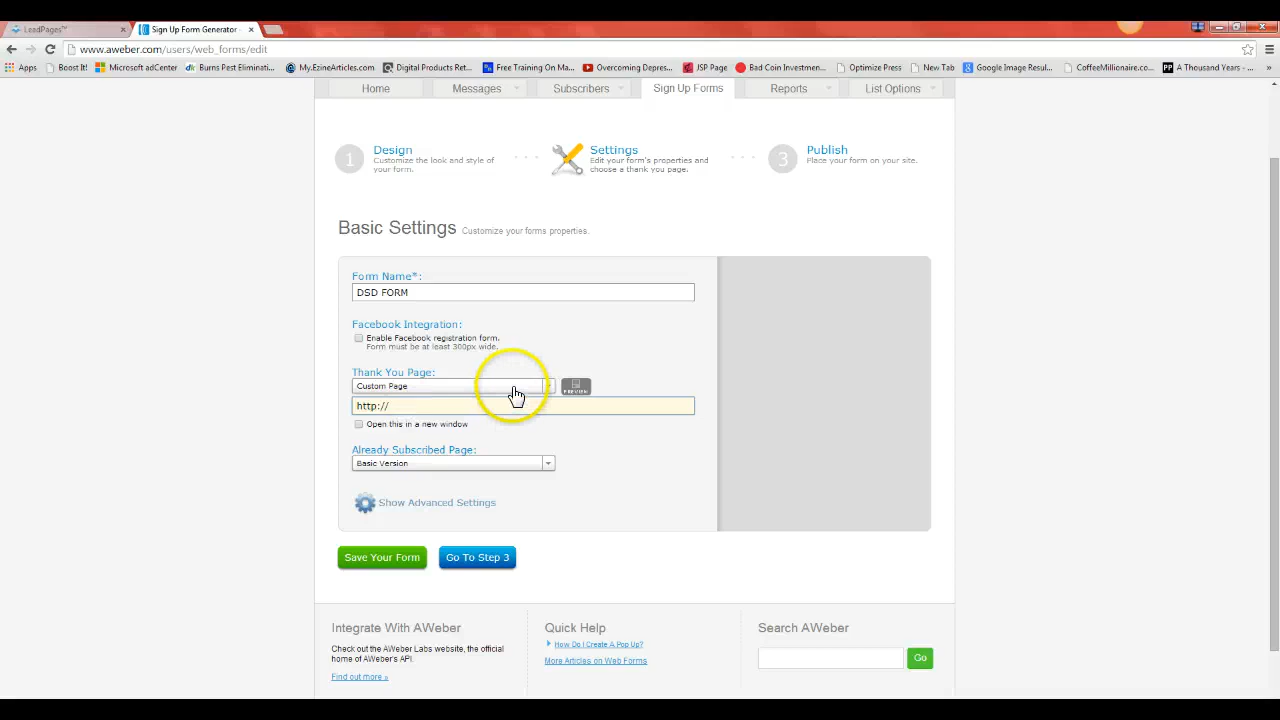 LeadPages™
Sign Up Form Generator
www.aweber.com/users/web_forms/edit
Apps
Boost It!
Microsoft adCenter
Burns Pest Eliminati...
My.EzineArticles.com
Digital Products Ret...
Free Training On Ma...
Overcoming Depres...
JSP Page
Bad Coin Investmen...
Optimize Press
New Tab
Google Image Resul...
CoffeeMillionaire.co...
PP
A Thousand Years - ...
»
Home
Messages
Subscribers
Sign Up Forms
Reports
List Options
1
Design
Customize the look and style of
your form.
Settings
Edit your form's properties and
choose a thank you page.
3
Publish
Place your form on your site.
Basic Settings Customize your forms properties.
Form Name*:
DSD FORM
Facebook Integration:
Enable Facebook registration form.
Form must be at least 300px wide.
Thank You Page:
Custom Page
PREVIEW
http://
Open this in a new window
Already Subscribed Page:
Basic Version
Show Advanced Settings
Save Your Form
Go To Step 3
Integrate With AWeber
Check out the AWeber Labs website, the official
home of AWeber's API.
Find out more »
Quick Help
How Do I Create A Pop Up?
More Articles on Web Forms
Search AWeber
Go